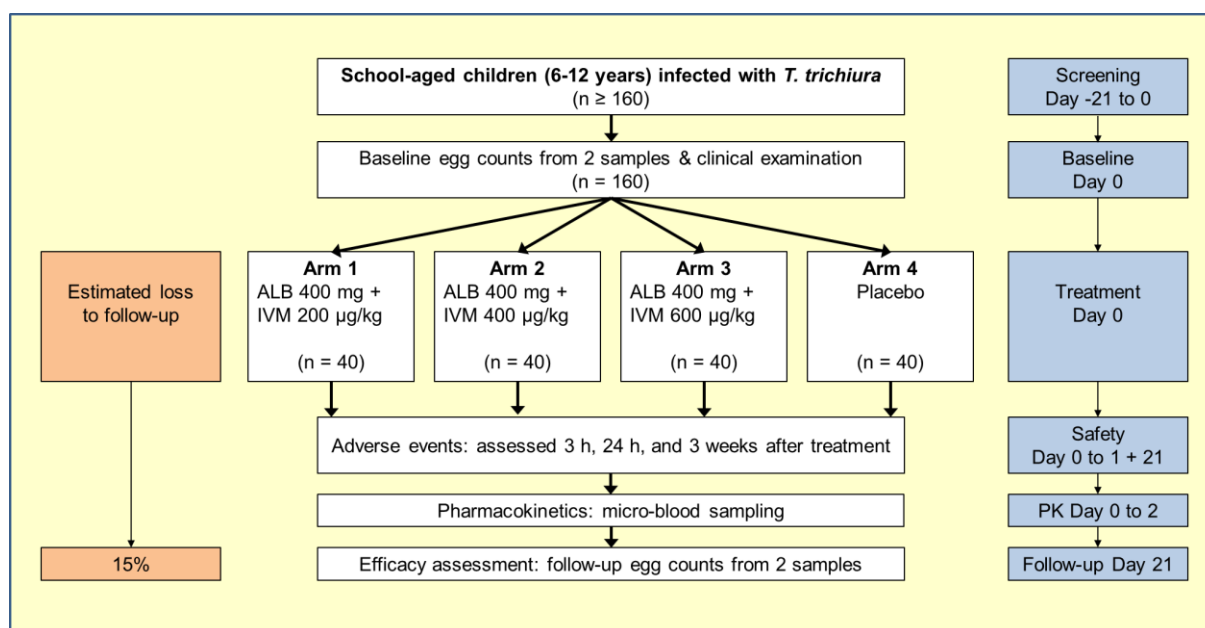 School-aged children (6-12 years) infected with T. trichiura
(n ≥ 160)
Screening
Day -21 to 0
Baseline egg counts from 2 samples & clinical examination
(n = 160)
Baseline
Day 0
Estimated loss
to follow-up
Arm 1
ALB 400 mg +
IVM 200 µg/kg
(n = 40)
Arm 2
ALB 400 mg +
IVM 400 µg/kg
(n = 40)
Arm 3
ALB 400 mg +
IVM 600 µg/kg
(n = 40)
Arm 4
Placebo
(n = 40)
Treatment
Day 0
Adverse events: assessed 3 h, 24 h, and 3 weeks after treatment
Safety
Day 0 to 1 + 21
Pharmacokinetics: micro-blood sampling
PK Day 0 to 2
15%
Efficacy assessment: follow-up egg counts from 2 samples
Follow-up Day 21